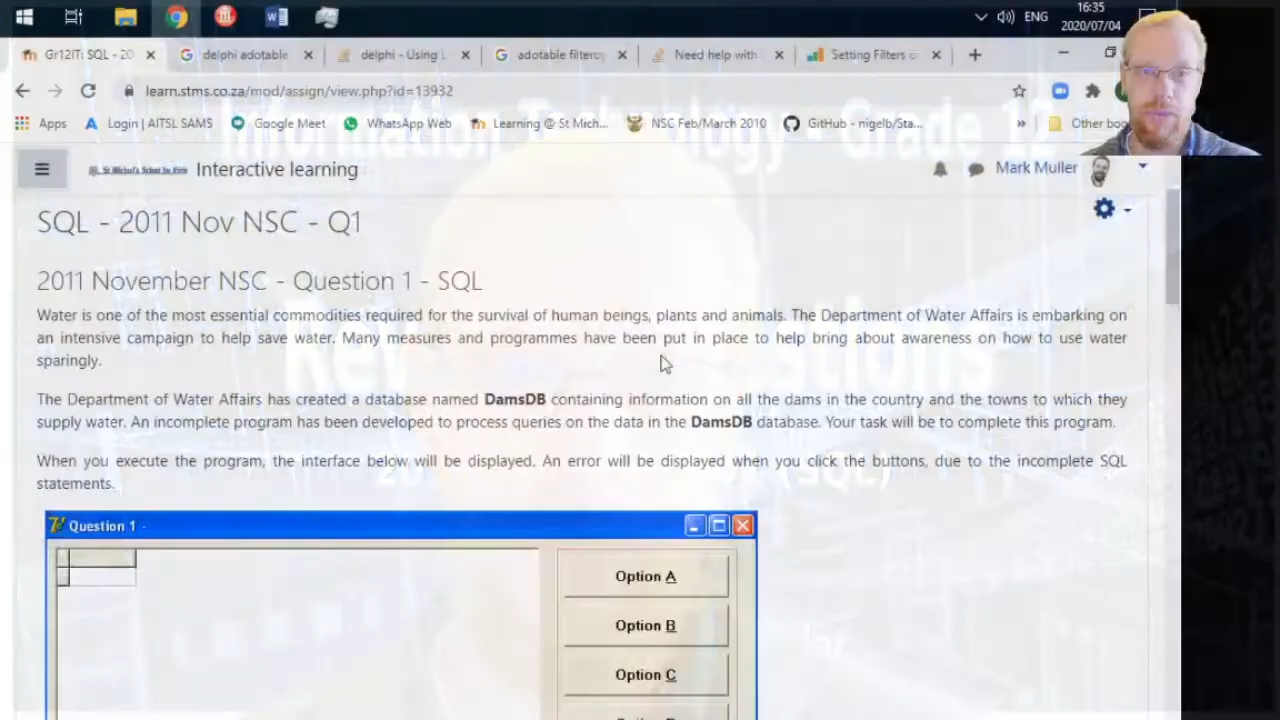 16:35
ENG
2020/07/04
Gr12IT: SQL - 20
delphi adotable
delphi - Using
adotable filtero
Need help with
Setting Filters o
learn.stms.co.za/mod/assign/view.php?id=13932
Apps
Login | AITSL SAMS
Google Meet
WhatsApp Web
Learning @ St Mich...
NSC Feb/March 2010
GitHub - nigelb/Sta...
»
Other boo
Information Technology - Grade 12
Interactive learning
Mark Muller
SQL - 2011 Nov NSC - Q1
2011 November NSC - Question 1 - SQL
Water is one of the most essential commodities required for the survival of human beings, plants and animals. The Department of Water Affairs is embarking on
an intensive campaign to help save water. Many measures and programmes have been put in place to help bring about awareness on how to use water
sparingly.
The Department of Water Affairs has created a database named DamsDB containing information on all the dams in the country and the towns to which they
supply water. An incomplete program has been developed to process queries on the data in the DamsDB database. Your task will be to complete this program.
When you execute the program, the interface below will be displayed. An error will be displayed when you click the buttons, due to the incomplete SQL
statements.
(SQL)
Question 1 -
Option A
Option B
Option C